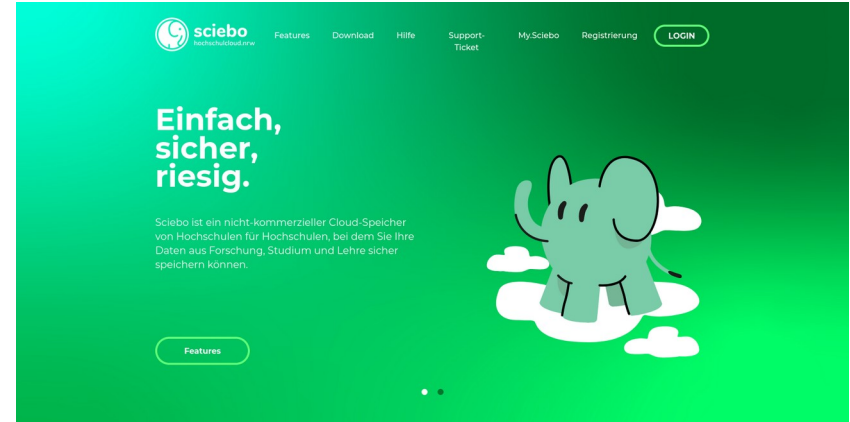 sciebo
hochschulcloud.nrw
Features
Download
Hilfe
Support-
Ticket
My.Sciebo
Registrierung
LOGIN
Einfach,
sicher,
riesig.
Sciebo ist ein nicht-kommerzieller Cloud-Speicher
von Hochschulen für Hochschulen, bei dem Sie Ihre
Daten aus Forschung, Studium und Lehre sicher
speichern können.
Features